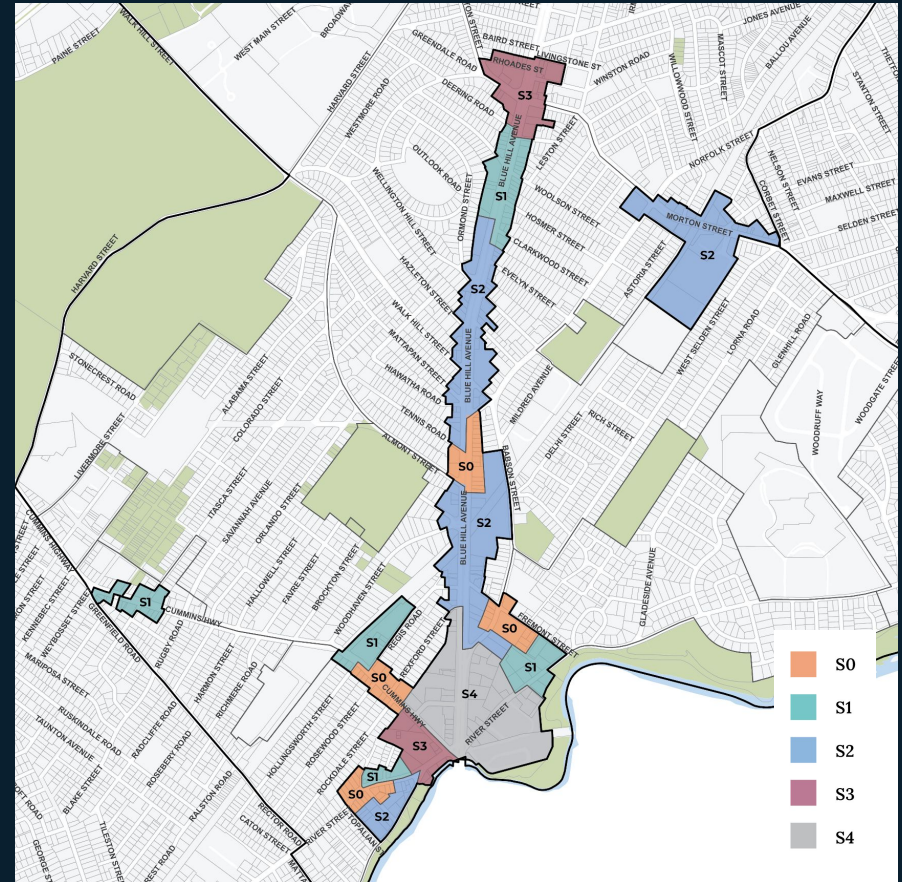 WALK HILL STREET
PAINE STREET
WEST MAIN STREET
HARVARD STREET
WESTMORE ROAD
GREENDALE ROAD
DEERING ROAD
BAIRD STREET
LIVINGSTONE ST
RHOADES ST
WINSTON ROAD
JONES AVENUE
MASCOT STREET
BALLOU AVENUE
WILLOWWOOD STREET
STANTON STREET
S3
BLUE HILL AVENUE
LESTON STREET
NORFOLK STREET
OUTLOOK ROAD
WELLINGTON HILL STREET
ORMOND STREET
S1
WOOLSON STREET
HOSMER STREET
CLARKWOOD STREET
EVELYN STREET
NELSON STREET
EVANS STREET
MAXWELL STREET
CORBET STREET
SELDEN STREET
MORTON STREET
S2
ASTORIA STREET
HARVARD STREET
HAZLETON STREET
S2
WALK HILL STREET
MATTAPAN STREET
HIAWATHA ROAD
TENNIS ROAD
BLUE HILL AVENUE
WEST SELDEN STREET
LORNA ROAD
GLENHILL ROAD
STONECREST ROAD
ALABAMA STREET
COLORADO STREET
MILDRED AVENUE
WOODRUFF WAY
WOODGATE STREET
LIVERMORE STREET
ALMONT STREET
DELHI STREET
RICH STREET
S0
BABSON STREET
ITASCA STREET
SAVANNAH AVENUE
ORLANDO STREET
BLUE HILL AVENUE
S2
CUMMINS HIGHWAY
HALLOWELL STREET
FAVRE STREET
BROCKTON STREET
WOODHAVEN STREET
GLADESIDE AVENUE
KENNEBEC STREET
WEYBOSSET STREET
GREENFIELD ROAD
S1
CUMMINS HWY
RUGBY ROAD
S1
REGIS ROAD
REXFORD STREET
S0
FREMONT STREET
MARIPOSA STREET
HARMON STREET
RICHMERE ROAD
S0
CUMMINS HWY
S4
RIVER STREET
S1
S0
S1
S2
S3
S4
RUSKINDALE ROAD
TAUNTON AVENUE
RADCLIFFE ROAD
ROSEBERY ROAD
HOLLINGSWORTH STREET
ROSEWOOD STREET
ROCKDALE STREET
S3
BLAKE STREET
RALSTON ROAD
S1
S0
S2
RECTOR ROAD
CATON STREET
RIVER STREET
TILESTON STREET